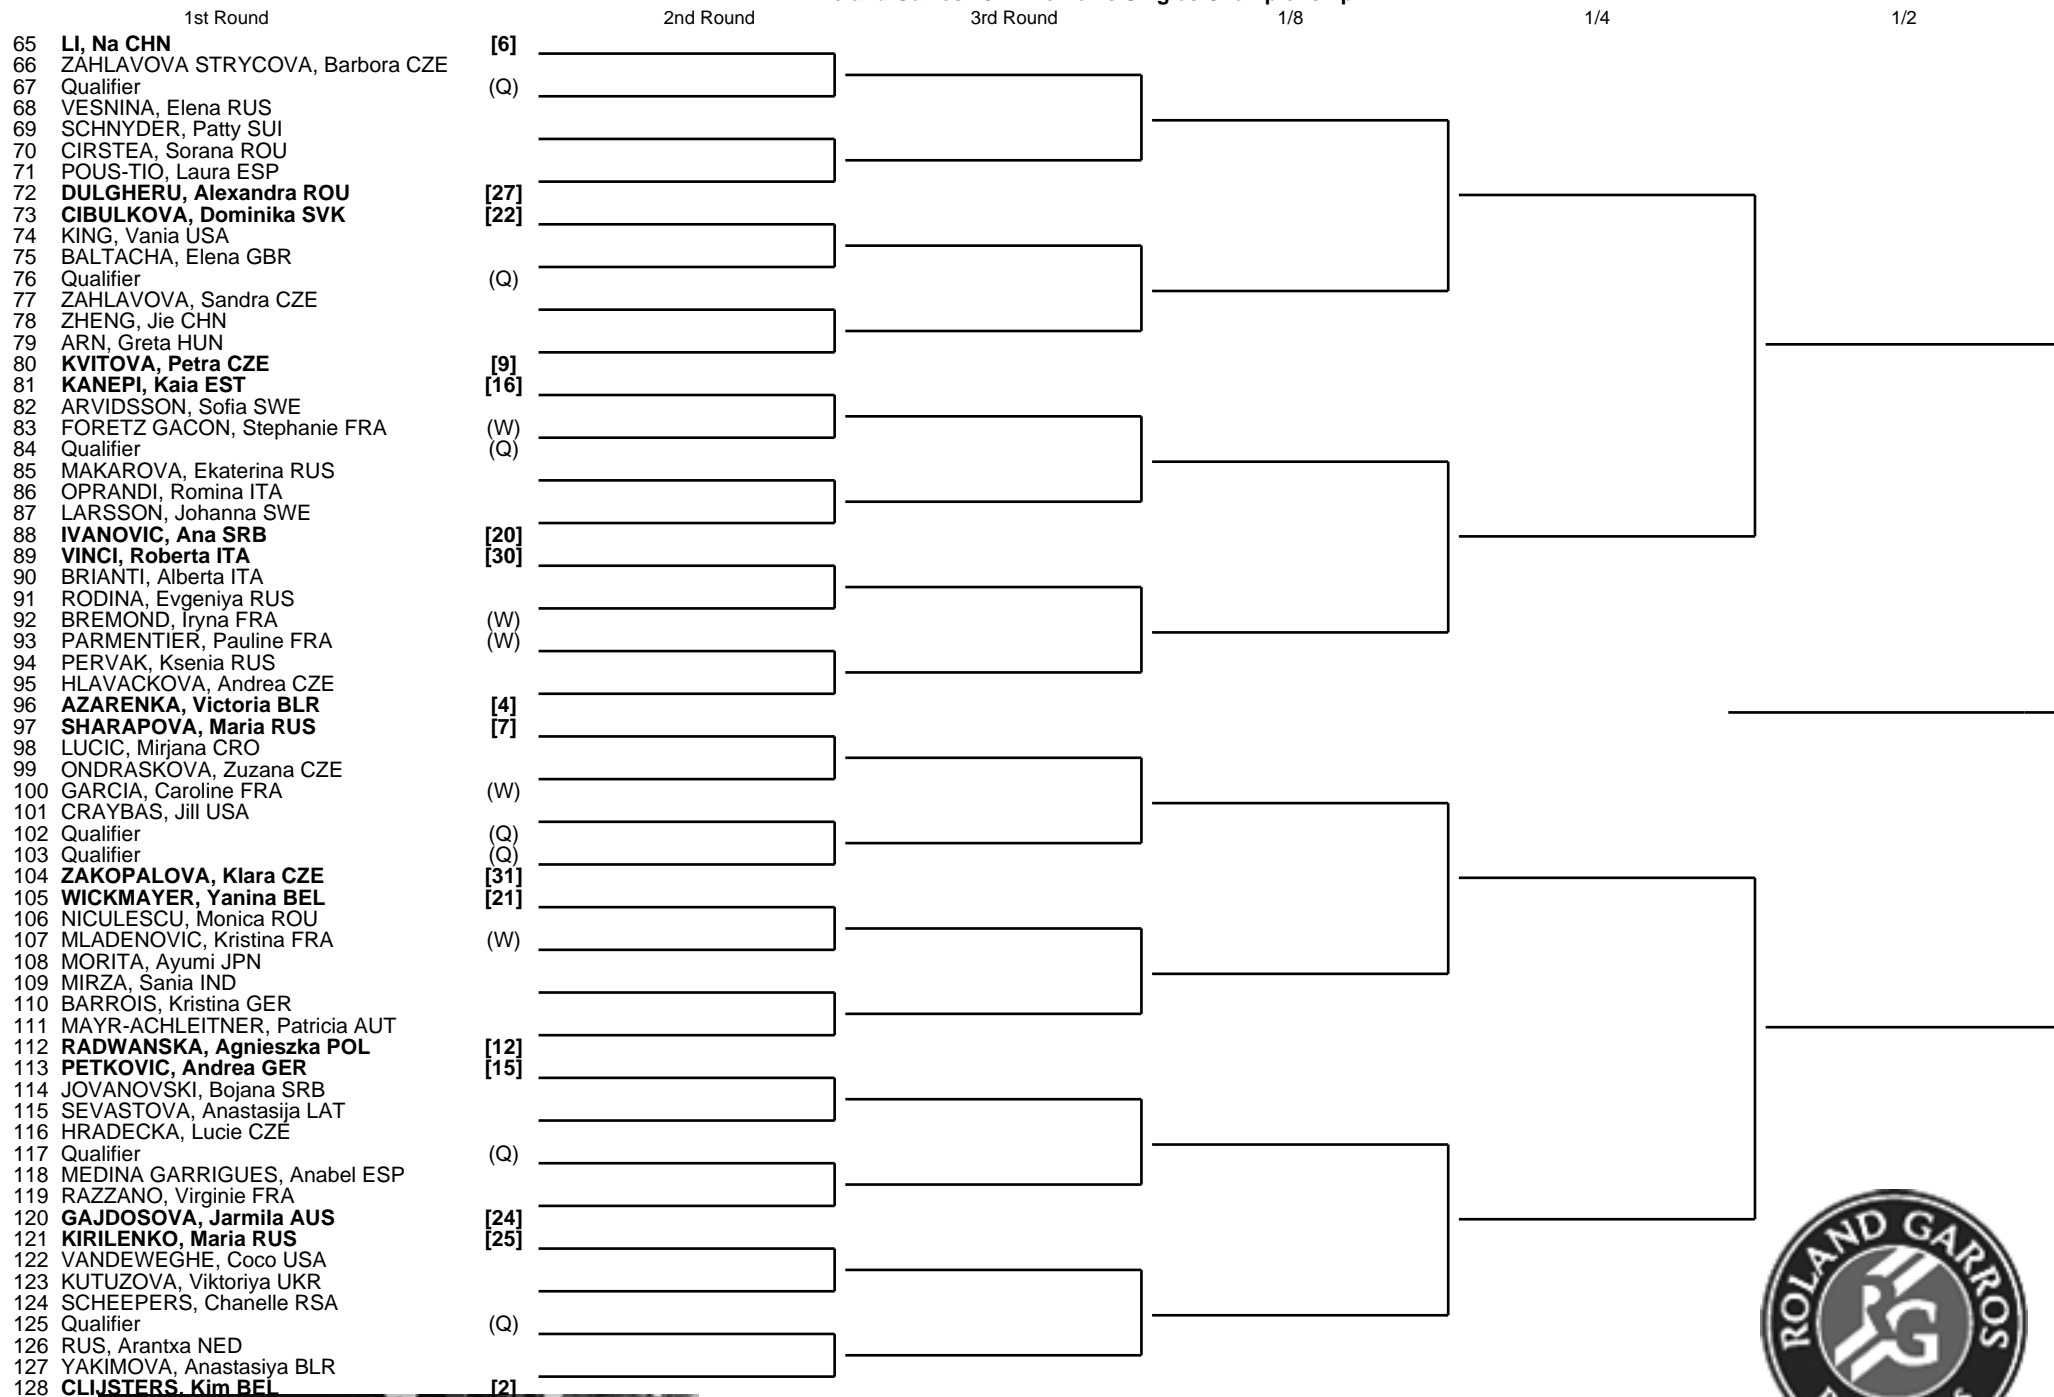 1st Round 2nd Round 3rd Round 1/8 1/4 1/2
65 LI, Na CHN [6]
66 ZAHLAVOVA STRYCOVA, Barbora CZE
67 Qualifier (Q)
68 VESNINA, Elena RUS
69 SCHNYDER, Patty SUI
70 CIRSTEA, Sorana ROU
71 POUS-TIO, Laura ESP
72 DULGHERU, Alexandra ROU [27]
73 CIBULKOVA, Dominika SVK [22]
74 KING, Vania USA
75 BALTACHA, Elena GBR
76 Qualifier (Q)
77 ZAHLAVOVA, Sandra CZE
78 ZHENG, Jie CHN
79 ARN, Greta HUN
80 KVITOVA, Petra CZE [9]
81 KANEPI, Kaia EST [16]
82 ARVIDSSON, Sofia SWE
83 FORETZ GACON, Stephanie FRA (W)
84 Qualifier (Q)
85 MAKAROVA, Ekaterina RUS
86 OPRANDI, Romina ITA
87 LARSSON, Johanna SWE
88 IVANOVIC, Ana SRB [20]
89 VINCI, Roberta ITA [30]
90 BRIANTI, Alberta ITA
91 RODINA, Evgeniya RUS
92 BREMOND, Iryna FRA (W)
93 PARMENTIER, Pauline FRA (W)
94 PERVAK, Ksenia RUS
95 HLAVACKOVA, Andrea CZE
96 AZARENKA, Victoria BLR [4]
97 SHARAPOVA, Maria RUS [7]
98 LUCIC, Mirjana CRO
99 ONDRASKOVA, Zuzana CZE
100 GARCIA, Caroline FRA (W)
101 CRAYBAS, Jill USA
102 Qualifier (Q)
103 Qualifier (Q)
104 ZAKOPALOVA, Klara CZE [31]
105 WICKMAYER, Yanina BEL [21]
106 NICULESCU, Monica ROU
107 MLADENOVIC, Kristina FRA (W)
108 MORITA, Ayumi JPN
109 MIRZA, Sania IND
110 BARROIS, Kristina GER
111 MAYR-ACHLEITNER, Patricia AUT
112 RADWANSKA, Agnieszka POL [12]
113 PETKOVIC, Andrea GER [15]
114 JOVANOVSKI, Bojana SRB
115 SEVASTOVA, Anastasija LAT
116 HRADECKA, Lucie CZE
117 Qualifier (Q)
118 MEDINA GARRIGUES, Anabel ESP
119 RAZZANO, Virginie FRA
120 GAJDOSOVA, Jarmila AUS [24]
121 KIRILENKO, Maria RUS [25]
122 VANDEWEGHE, Coco USA
123 KUTUZOVA, Viktoriya UKR
124 SCHEEPERS, Chanelle RSA
125 Qualifier (Q)
126 RUS, Arantxa NED
127 YAKIMOVA, Anastasiya BLR
128 CLIJSTERS, Kim BEL [2]
ROLAND GARROS
RG